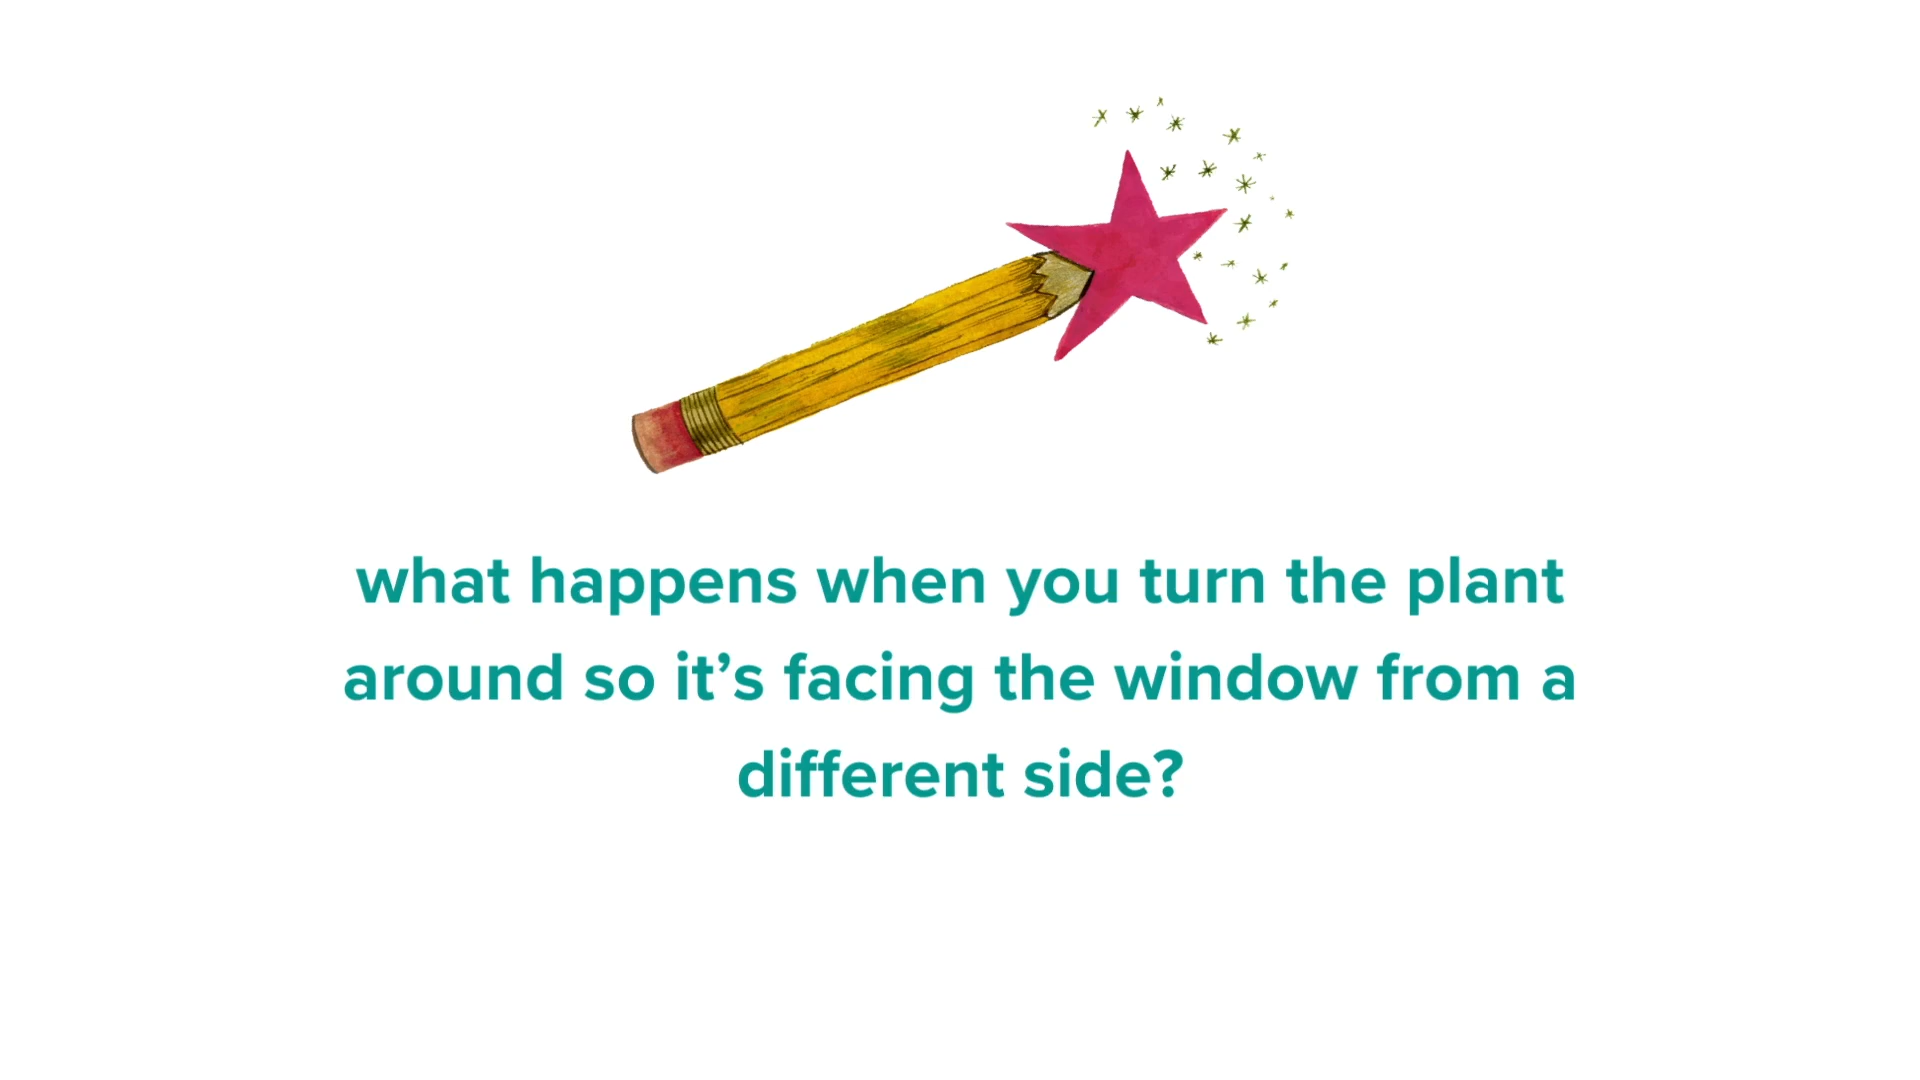 what happens when you turn the plant
around so it’s facing the window from a
different side?